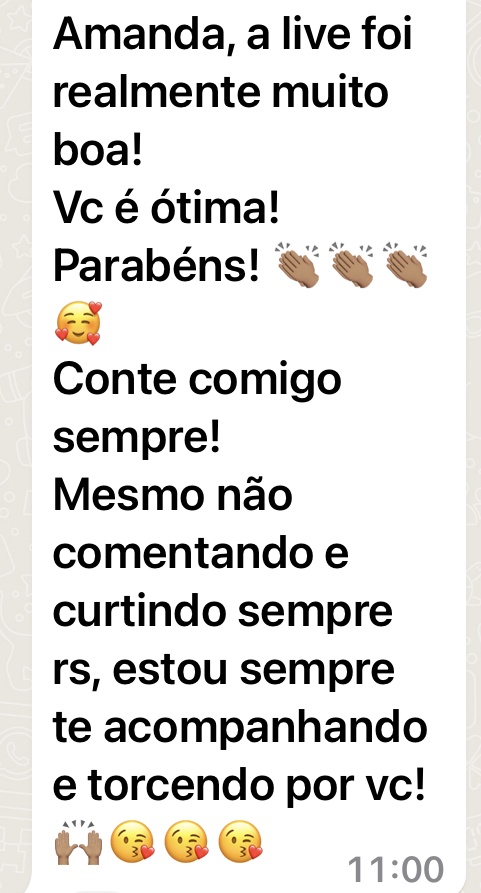 Amanda, a live foi
realmente muito
boa!
Vc é ótima!
Parabéns! 👏🏽👏🏽👏🏽
🥰
Conte comigo
sempre!
Mesmo não
comentando e
curtindo sempre
rs, estou sempre
te acompanhando
e torcendo por vc!
🙌🏽😘😘😘
11:00